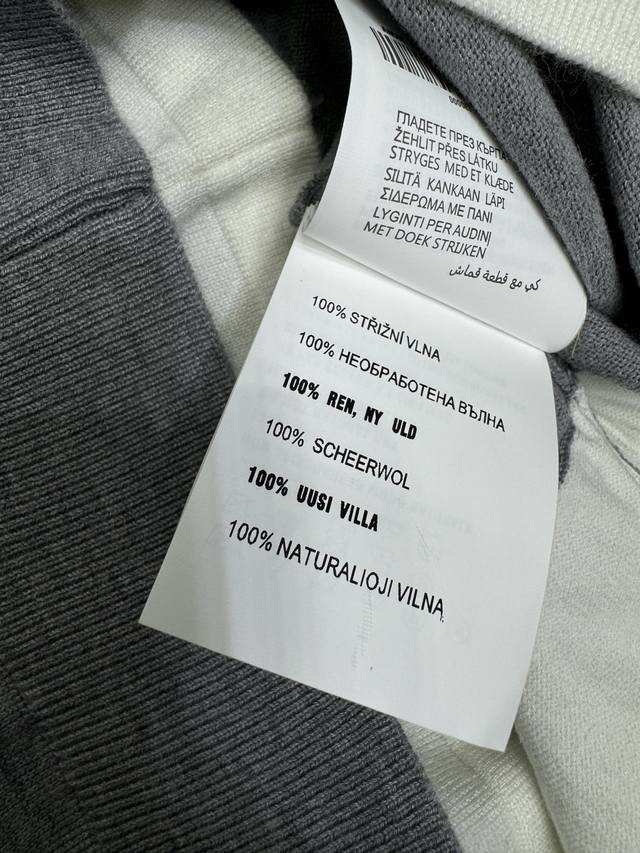 ГЛАДЕТЕ ПРЕЗ КЪРПА
ŽEHLIT PŘES LÁTKU
STRYGES MED ET KLÆDE
SILITÄ KANKAAN LÄPI
ΣΙΔΕΡΩΜΑ ΜΕ ΠΑΝΙ
LYGINTI PER AUDINĮ
MET DOEK STRIJKEN
كي مع قطعة قماش
100% STŘIŽNÍ VLNA
100% НЕОБРАБОТЕНА ВЪЛНА
100% REN, NY ULD
100% SCHEERWOL
100% UUSI VILLA
100% NATURALIOJI VILNĄ